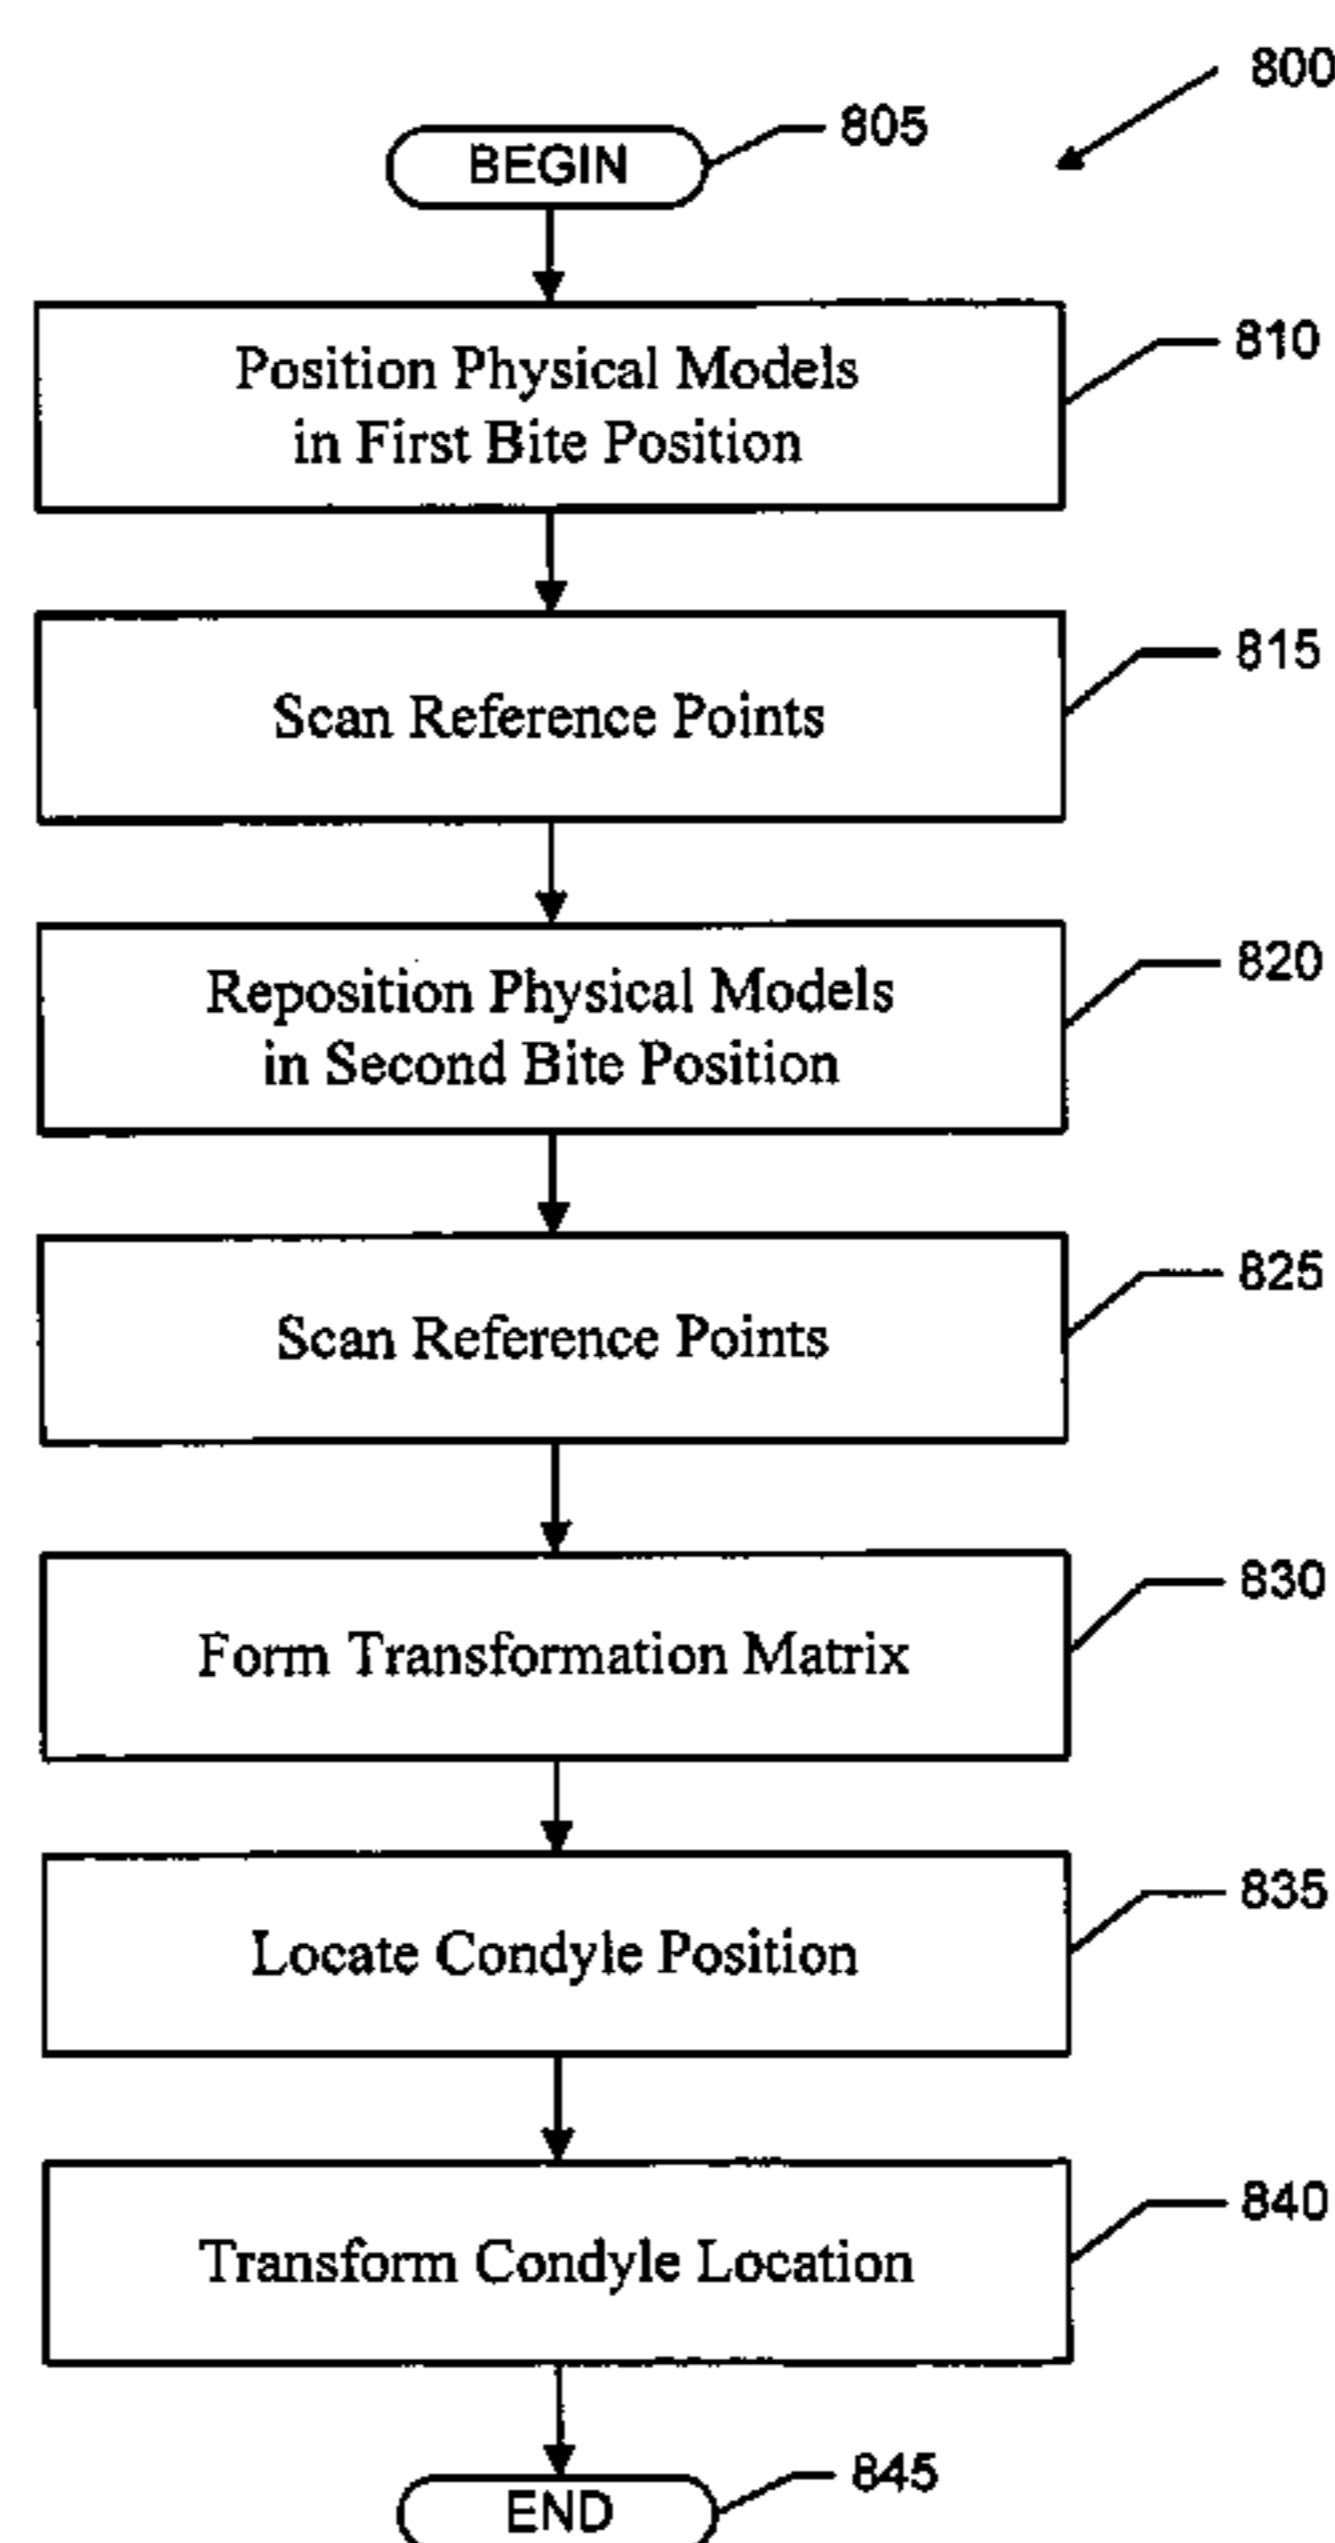 800
BEGIN
805
Position Physical Models
in First Bite Position
810
Scan Reference Points
815
Reposition Physical Models
in Second Bite Position
820
Scan Reference Points
825
Form Transformation Matrix
830
Locate Condyle Position
835
Transform Condyle Location
840
END
845